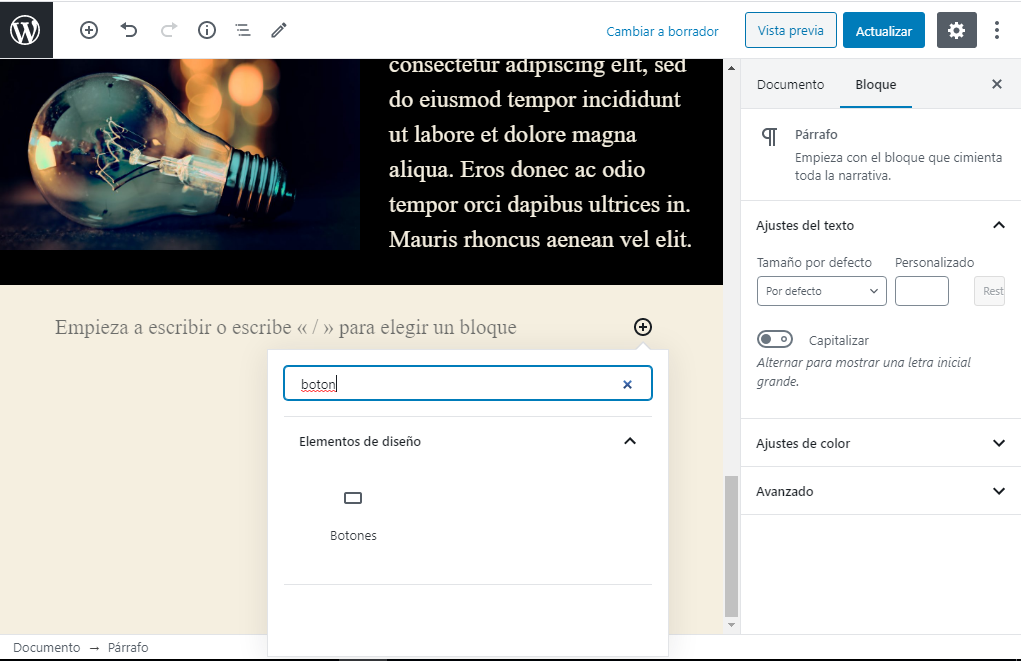 Cambiar a borrador
Vista previa
Actualizar
consectetur adipiscing elit, sed
do eiusmod tempor incididunt
ut labore et dolore magna
aliqua. Eros donec ac odio
tempor orci dapibus ultrices in.
Mauris rhoncus aenean vel elit.
Empieza a escribir o escribe « / » para elegir un bloque
boton
Elementos de diseño
Botones
Documento
Bloque
Párrafo
Empieza con el bloque que cimienta
toda la narrativa.
Ajustes del texto
Tamaño por defecto
Personalizado
Por defecto
Rest
Capitalizar
Alternar para mostrar una letra inicial
grande.
Ajustes de color
Avanzado
Documento → Párrafo